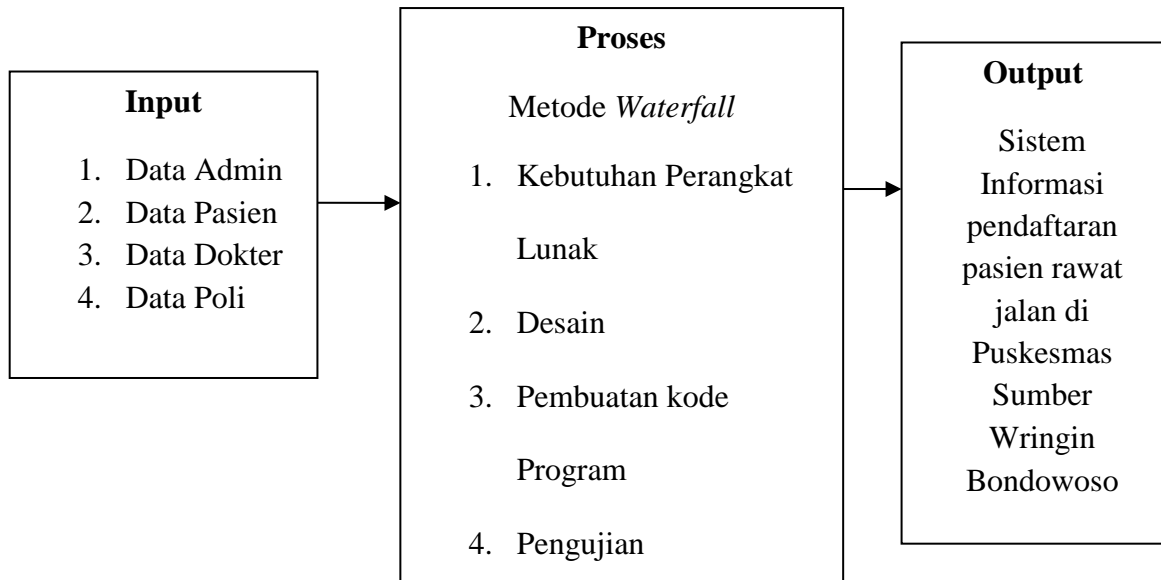 Input
1. Data Admin
2. Data Pasien
3. Data Dokter
4. Data Poli
Proses
Metode Waterfall
1. Kebutuhan Perangkat
Lunak
2. Desain
3. Pembuatan kode
Program
4. Pengujian
Output
Sistem
Informasi
pendaftaran
pasien rawat
jalan di
Puskesmas
Sumber
Wringin
Bondowoso